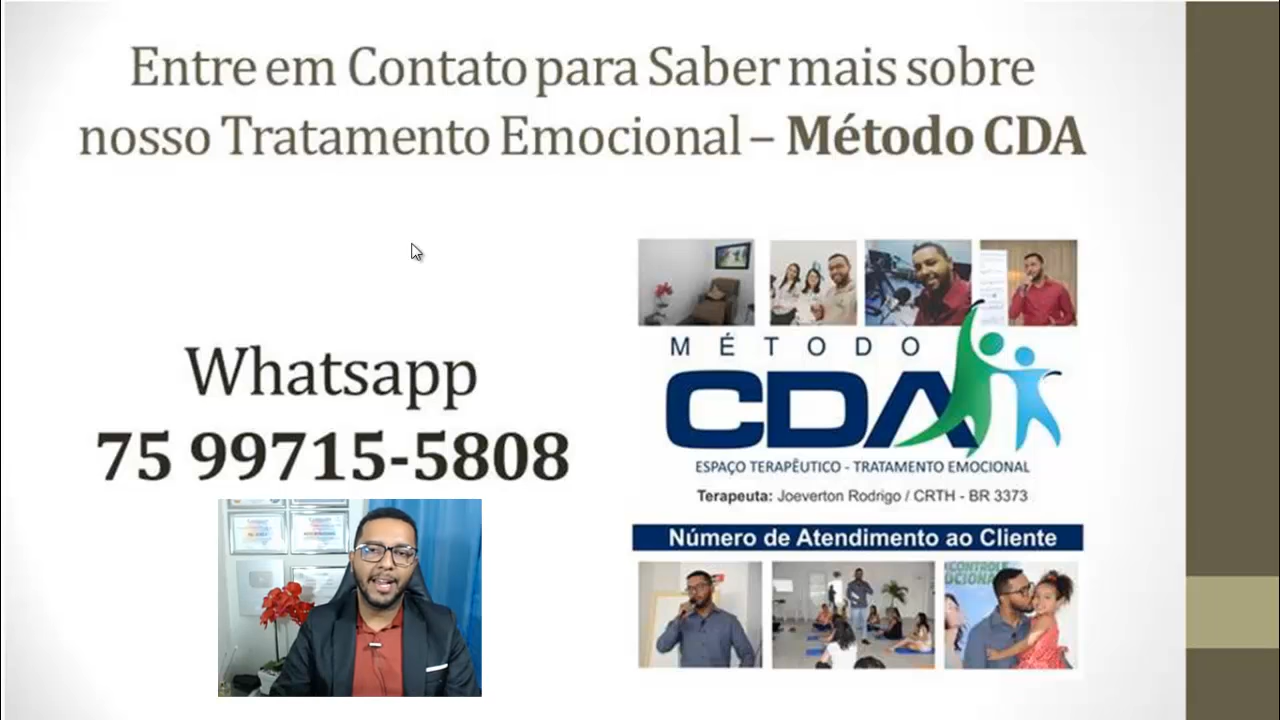 Entre em Contato para Saber mais sobre
nosso Tratamento Emocional – Método CDA
Whatsapp
75 99715-5808
MÉTODO
CDA
ESPAÇO TERAPÊUTICO - TRATAMENTO EMOCIONAL
Terapeuta: Joeverton Rodrigo / CRTH - BR 3373
Número de Atendimento ao Cliente